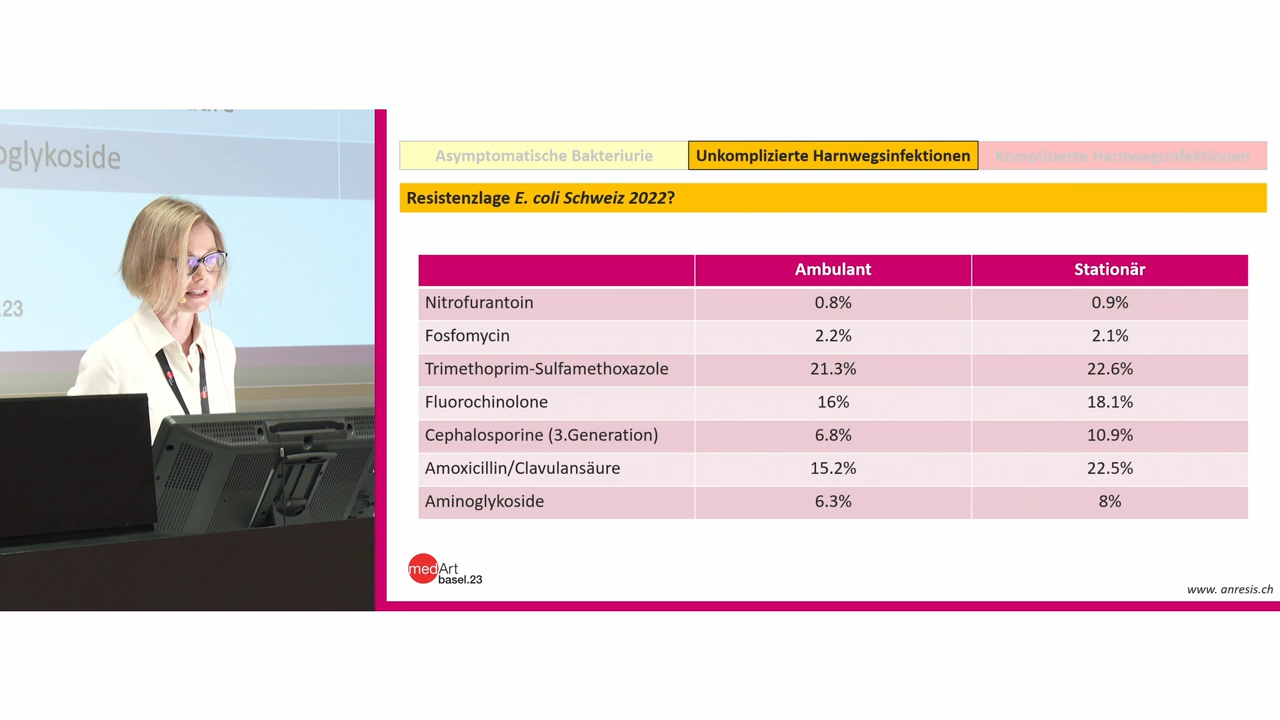 oglykoside
.23
Asymptomatische Bakteriurie
Unkomplizierte Harnwegsinfektionen
Komplizierte Harnwegsinfektionen
Resistenzlage E. coli Schweiz 2022?
Ambulant Stationär
Nitrofurantoin 0.8% 0.9%
Fosfomycin 2.2% 2.1%
Trimethoprim-Sulfamethoxazole 21.3% 22.6%
Fluorochinolone 16% 18.1%
Cephalosporine (3.Generation) 6.8% 10.9%
Amoxicillin/Clavulansäure 15.2% 22.5%
Aminoglykoside 6.3% 8%
medArt
basel.23
www. anresis.ch